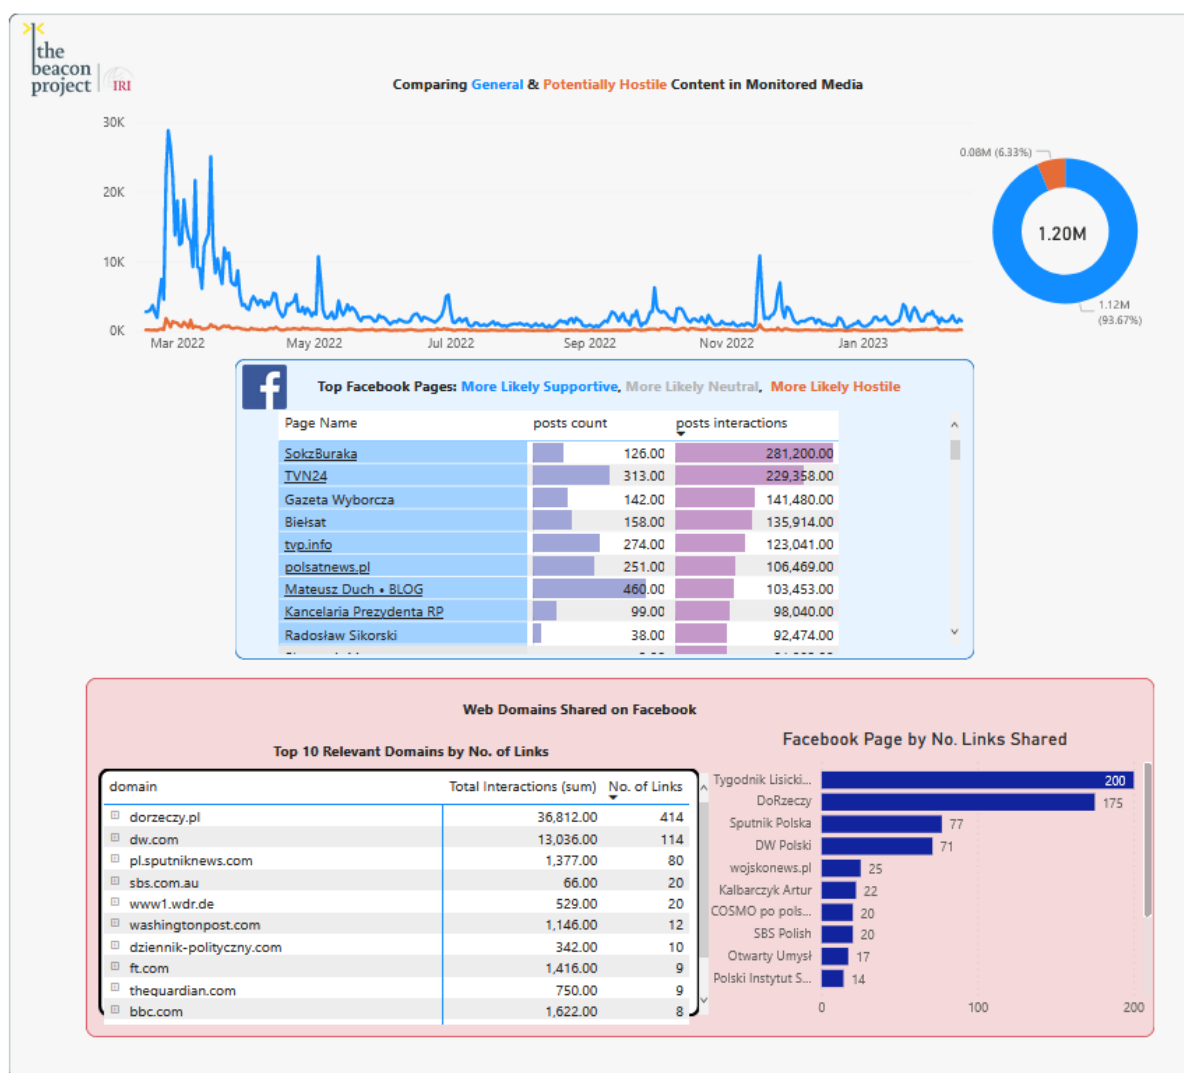 the
beacon
project IRI
Comparing General & Potentially Hostile Content in Monitored Media
30K
20K
10K
0K
Mar 2022 May 2022 Jul 2022 Sep 2022 Nov 2022 Jan 2023
0.08M (6.33%)
1.20M
1.12M
(93.67%)
Top Facebook Pages: More Likely Supportive, More Likely Neutral, More Likely Hostile
Page Name posts count posts interactions
SokzBuraka 126.00 281,200.00
TVN24 313.00 229,358.00
Gazeta Wyborcza 142.00 141,480.00
Biełsat 158.00 135,914.00
tvp.info 274.00 123,041.00
polsatnews.pl 251.00 106,469.00
Mateusz Duch • BLOG 460.00 103,453.00
Kancelaria Prezydenta RP 99.00 98,040.00
Radosław Sikorski 38.00 92,474.00
Web Domains Shared on Facebook
Top 10 Relevant Domains by No. of Links
domain Total Interactions (sum) No. of Links
dorzeczy.pl 36,812.00 414
dw.com 13,036.00 114
pl.sputniknews.com 1,377.00 80
sbs.com.au 66.00 20
www1.wdr.de 529.00 20
washingtonpost.com 1,146.00 12
dziennik-polityczny.com 342.00 10
ft.com 1,416.00 9
theguardian.com 750.00 9
bbc.com 1,622.00 8
Facebook Page by No. Links Shared
Tygodnik Lisicki... 200
DoRzeczy 175
Sputnik Polska 77
DW Polski 71
wojskonews.pl 25
Kalbarczyk Artur 22
COSMO po pols... 20
SBS Polish 20
Otwarty Umysł 17
Polski Instytut S... 14
0 100 200